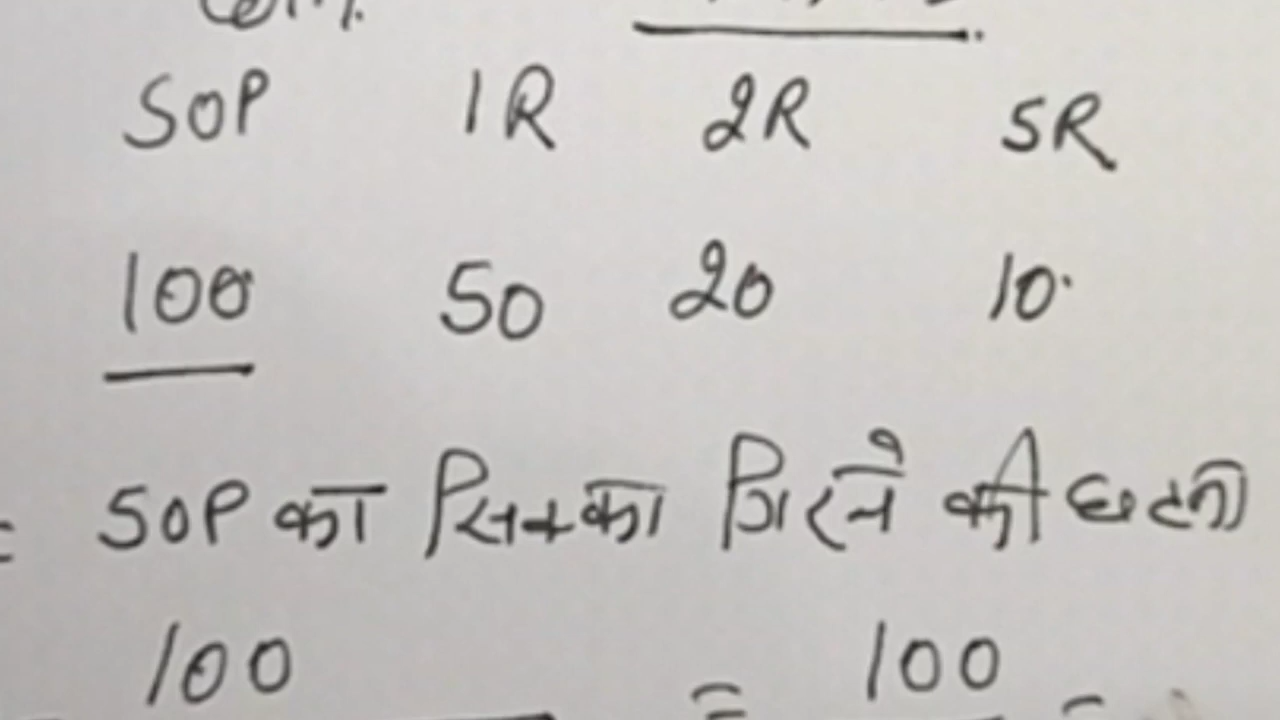 50P 1R 2R 5R
100 50 20 10
= 50P का सिक्का गिरने की घटना
100 = 100 =